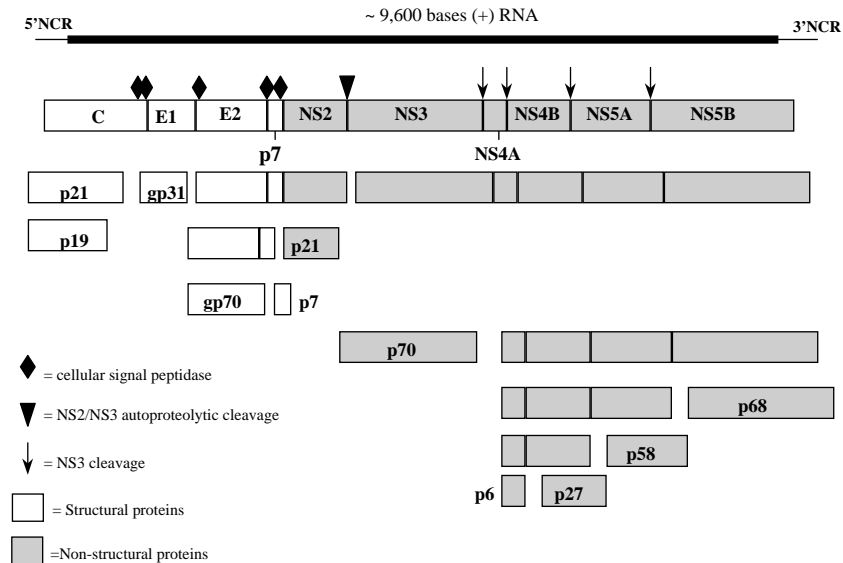 ~ 9,600 bases (+) RNA
5’NCR
3’NCR
C
E1
E2
NS2
NS3
NS4B
NS5A
NS5B
p7
NS4A
p21
gp31
p19
p21
gp70
p7
p70
= cellular signal peptidase
p68
= NS2/NS3 autoproteolytic cleavage
p58
= NS3 cleavage
p6
p27
= Structural proteins
=Non-structural proteins